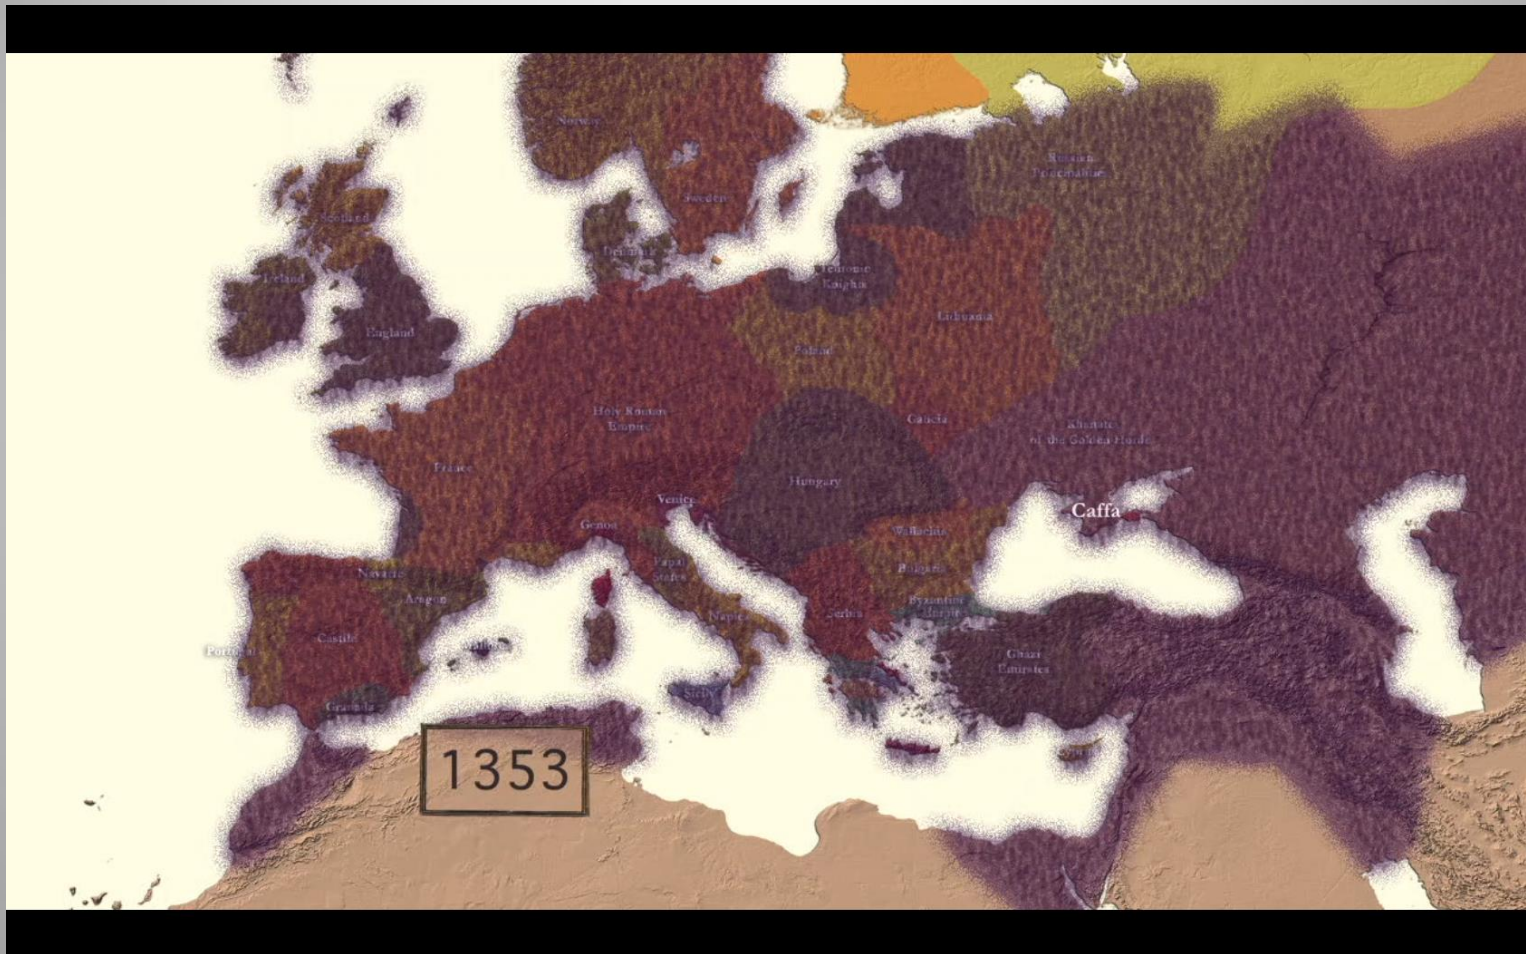 Norway
Russian
Principalities
Sweden
Scotland
Denmark
Ireland
Teutonic
Knights
England
Lithuania
Poland
Holy Roman
Empire
Galicia
Khanate
of the Golden Horde
France
Hungary
Venice
Caffa
Genoa
Wallachia
Papal
States
Bulgaria
Navarre
Aragon
Byzantine
Empire
Naples
Serbia
Castile
Portugal
Ghazi
Emirates
Sicily
Granada
1353